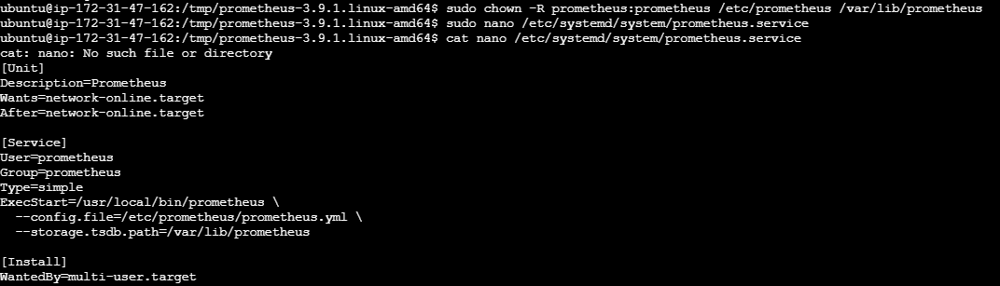 ubuntu@ip-172-31-47-162:/tmp/prometheus-3.9.1.linux-amd64$ sudo chown -R prometheus:prometheus /etc/prometheus /var/lib/prometheus
ubuntu@ip-172-31-47-162:/tmp/prometheus-3.9.1.linux-amd64$ sudo nano /etc/systemd/system/prometheus.service
ubuntu@ip-172-31-47-162:/tmp/prometheus-3.9.1.linux-amd64$ cat nano /etc/systemd/system/prometheus.service
cat: nano: No such file or directory
[Unit]
Description=Prometheus
Wants=network-online.target
After=network-online.target

[Service]
User=prometheus
Group=prometheus
Type=simple
ExecStart=/usr/local/bin/prometheus \
  --config.file=/etc/prometheus/prometheus.yml \
  --storage.tsdb.path=/var/lib/prometheus

[Install]
WantedBy=multi-user.target